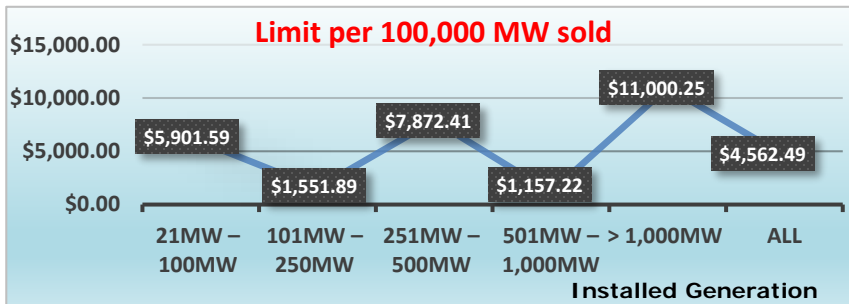 Limit per 100,000 MW sold
$15,000.00
$10,000.00
$5,000.00
$0.00
$5,901.59
$1,551.89
$7,872.41
$1,157.22
$11,000.25
$4,562.49
21MW – 101MW – 251MW – 501MW – > 1,000MW ALL
100MW 250MW 500MW 1,000MW
Installed Generation